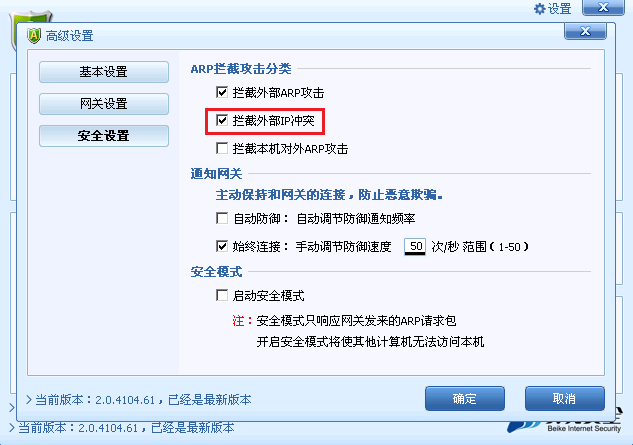 设置
高级设置
基本设置
网关设置
安全设置
ARP拦截攻击分类
拦截外部ARP攻击
拦截外部IP冲突
拦截本机对外ARP攻击
通知网关
主动保持和网关的连接，防止恶意欺骗。
自动防御： 自动调节防御通知频率
始终连接： 手动调节防御速度 50 次/秒 范围（1-50）
安全模式
启动安全模式
注：安全模式只响应网关发来的ARP请求包
开启安全模式将使其他计算机无法访问本机
当前版本：2.0.4104.61，已经是最新版本
确定
取消
当前版本：2.0.4104.61，已经是最新版本
Beike Internet Security